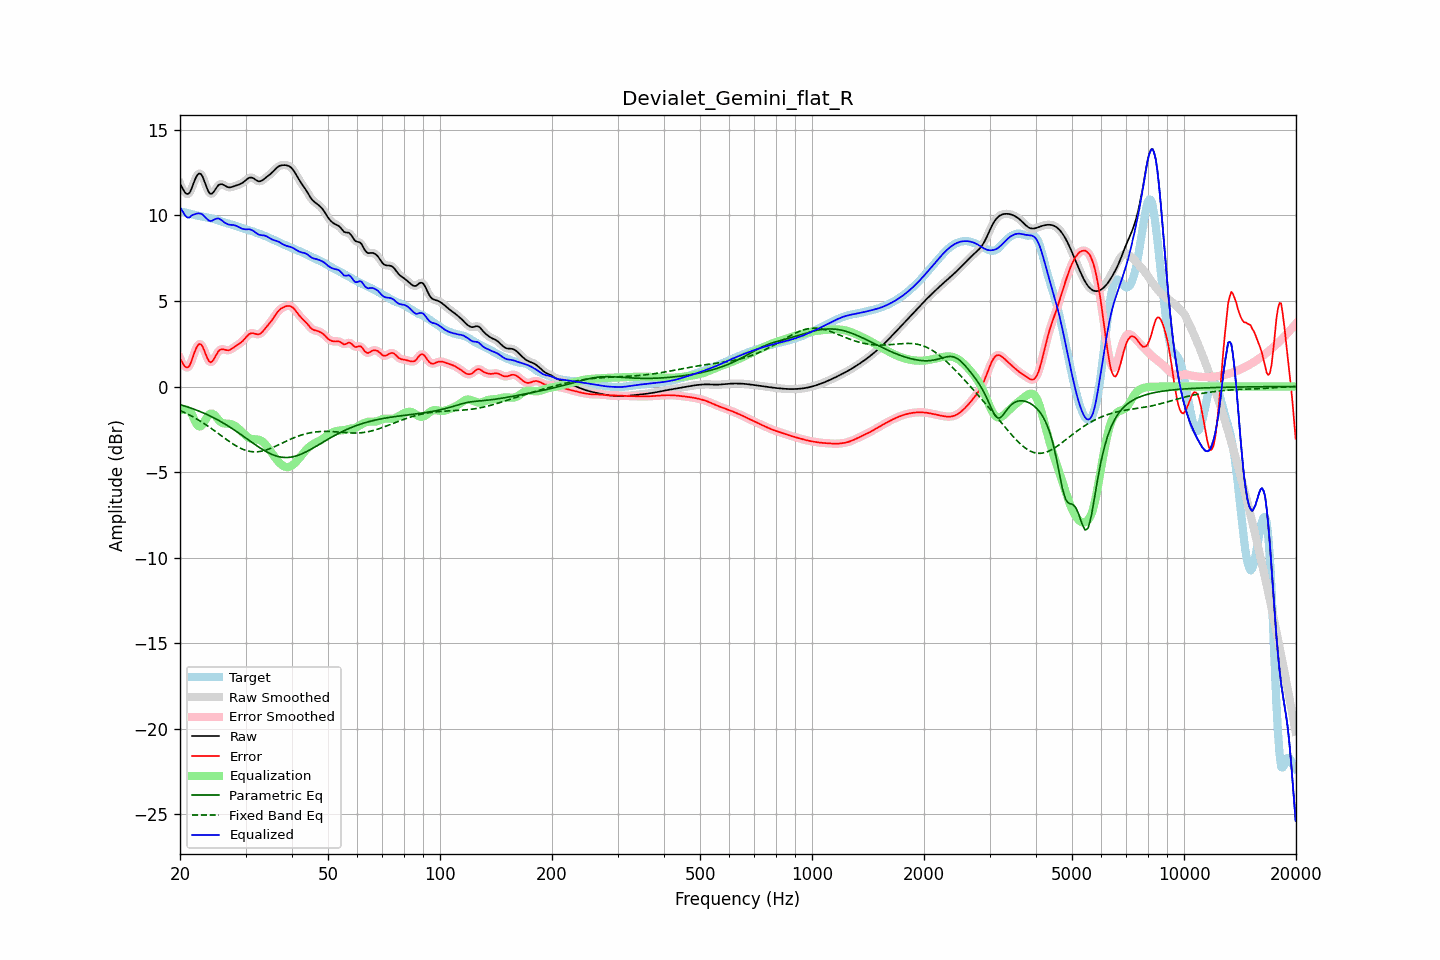 Devialet_Gemini_flat_R
Amplitude (dBr)
15
10
5
0
−5
−10
−15
−20
−25
Target
Raw Smoothed
Error Smoothed
Raw
Error
Equalization
Parametric Eq
Fixed Band Eq
Equalized
20 50 100 200 500 1000 2000 5000 10000 20000
Frequency (Hz)